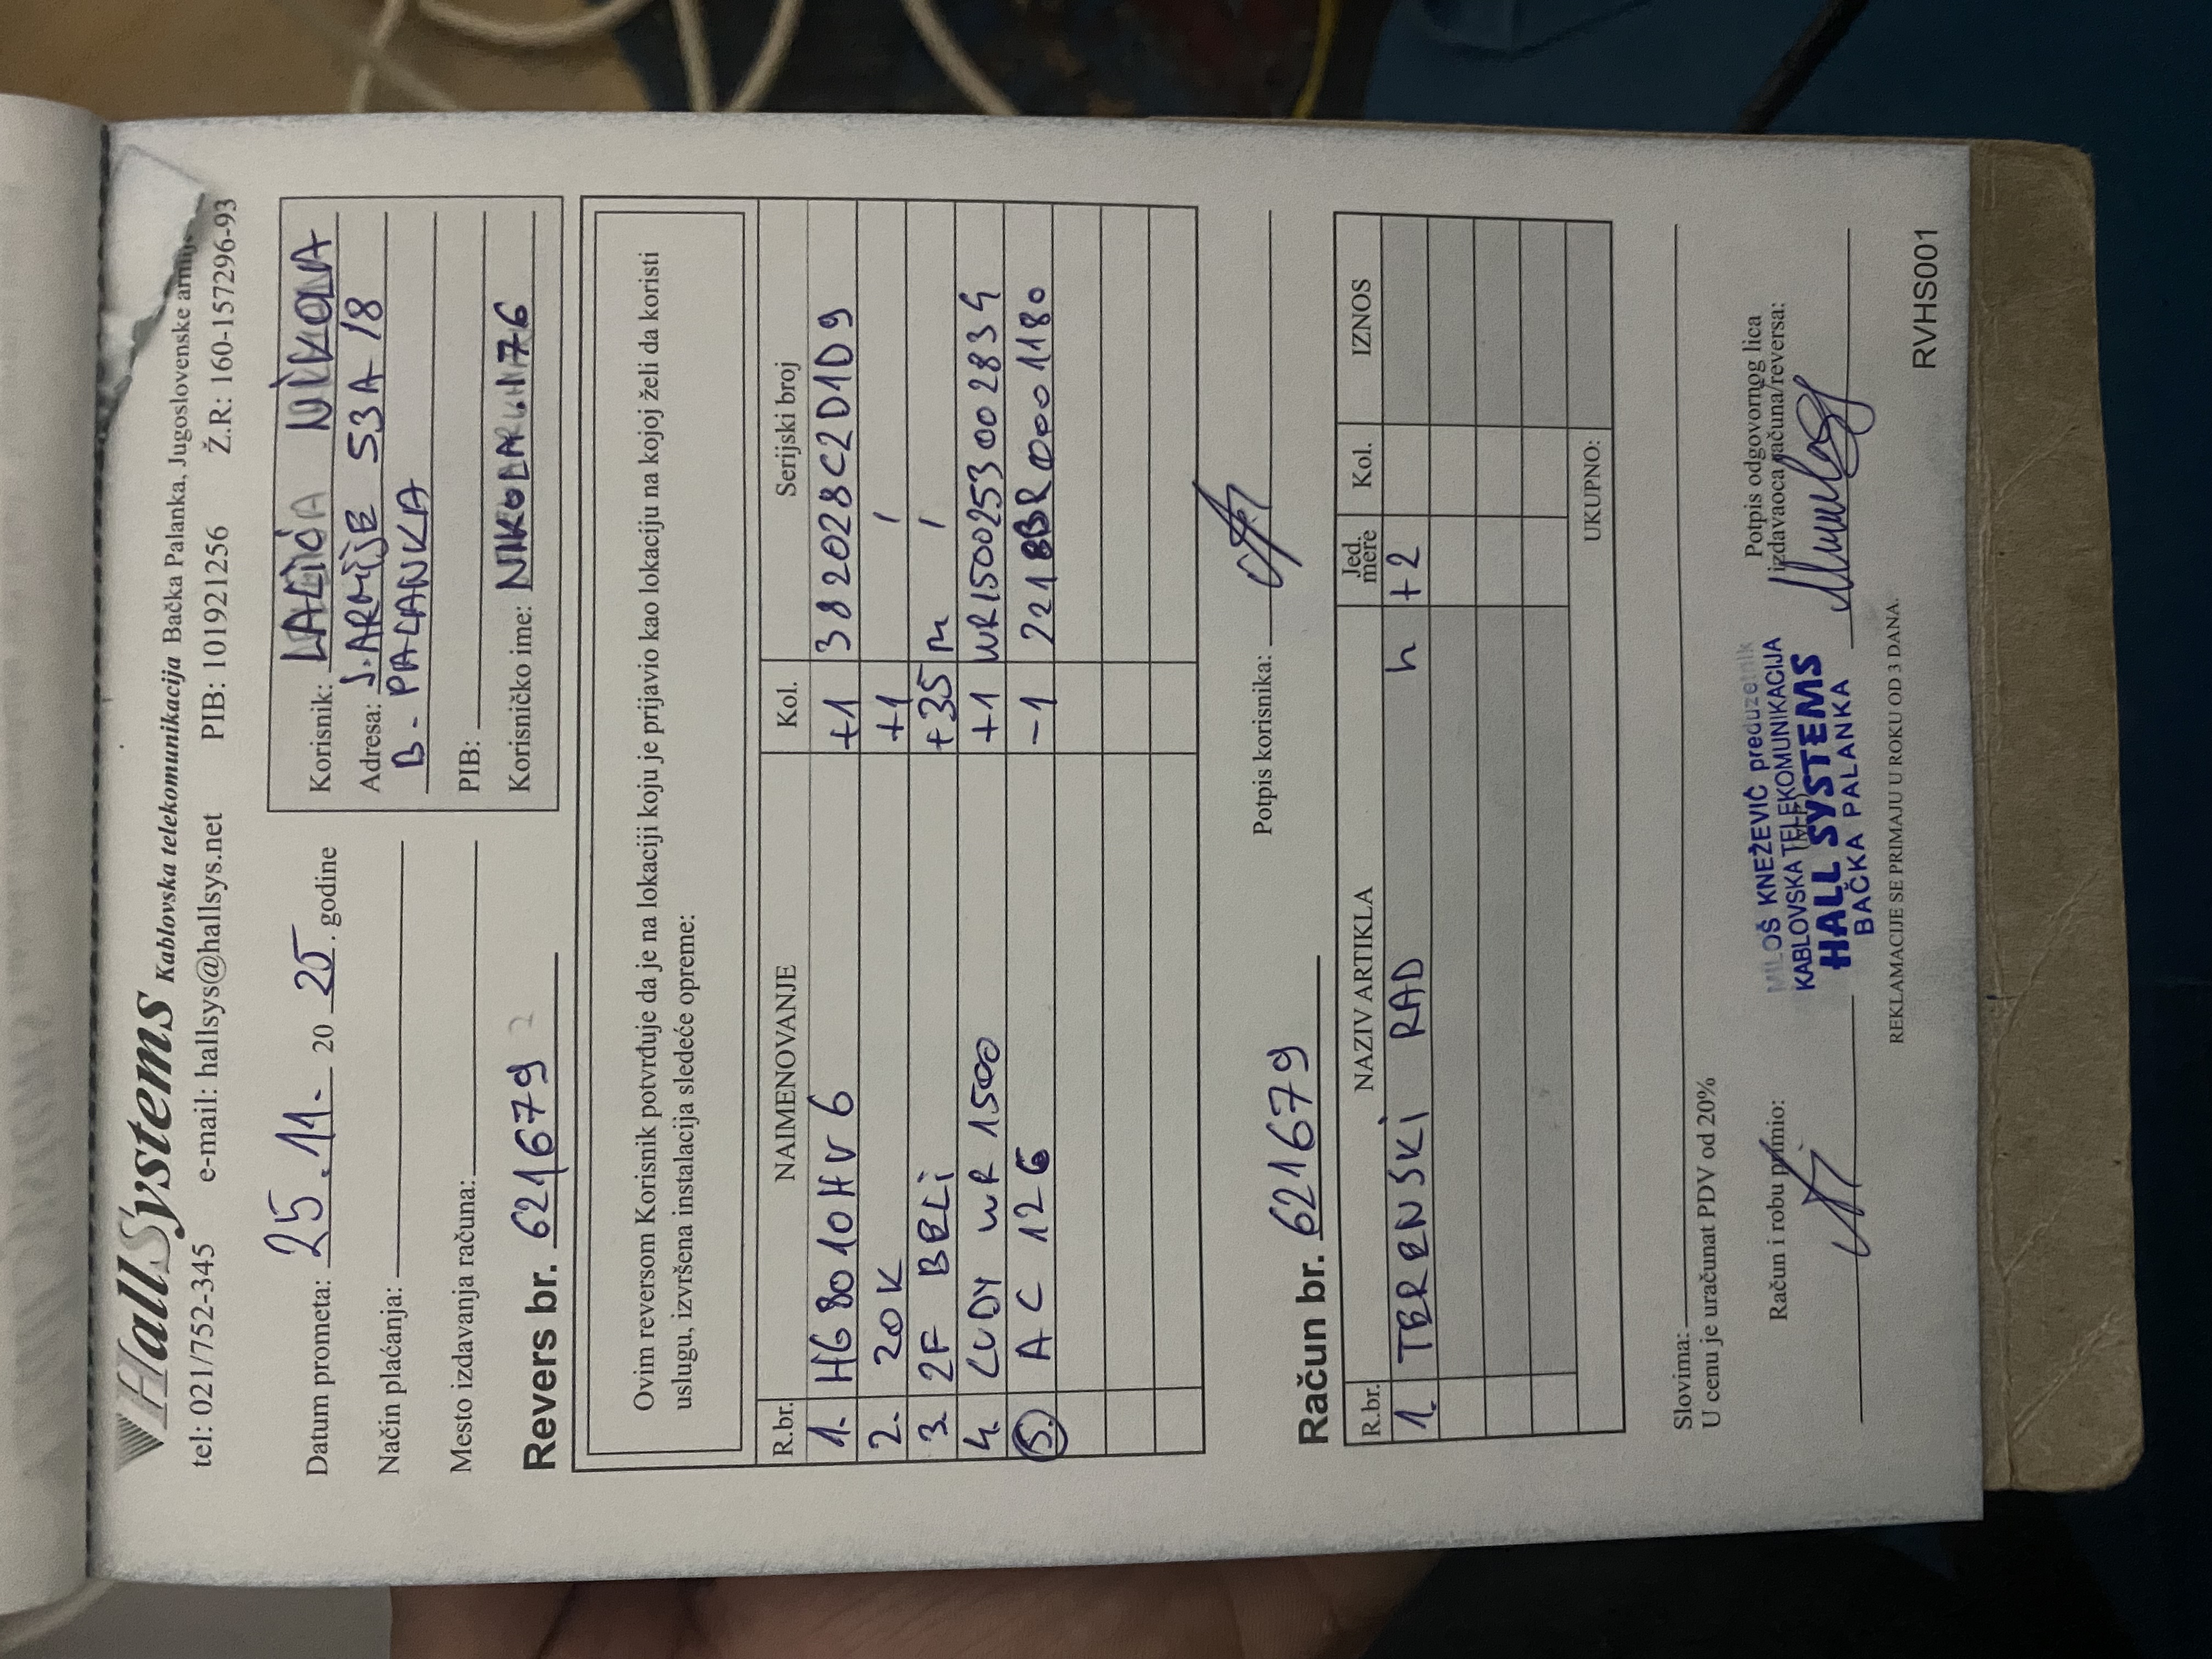 HallSystems Kablovska telekomunikacija Bačka Palanka, Jugoslovenske armije
tel: 021/752-345 e-mail: hallsys@hallsys.net PIB: 101921256 Ž.R: 160-157296-93
Datum prometa: 25.11. 20 25. godine
Način plaćanja:
Mesto izdavanja računa:
Korisnik: NIKOLA
Adresa: J. ARMIJE 53A 18
B. PALANKA
PIB:
Korisničko ime:
Revers br. 621679
Ovim reversom Korisnik potvrđuje da je na lokaciji koju je prijavio kao lokaciju na kojoj želi da koristi
uslugu, izvršena instalacija sledeće opreme:
R.br. NAIMENOVANJE Kol. Serijski broj
1. HG8010HV6 +1 382028C2D1D9
2. 20K +1 /
3. 2F BELI +35m /
4. CUDY WR1500 +1 WR1500253002834
5. AC 12G -1 2218BR0001180
Potpis korisnika:
Račun br. 621679
R.br. NAZIV ARTIKLA Jed. mere Kol. IZNOS
1. TERENSKI RAD h +2
UKUPNO:
Slovima:
U cenu je uračunat PDV od 20%
Račun i robu primio:
MILOŠ KNEŽEVIĆ preduzetnik
KABLOVSKA TELEKOMUNIKACIJA
HALL SYSTEMS
BAČKA PALANKA
Potpis odgovornog lica
izdavaoca računa/reversa:
REKLAMACIJE SE PRIMAJU U ROKU OD 3 DANA.
RVHS001